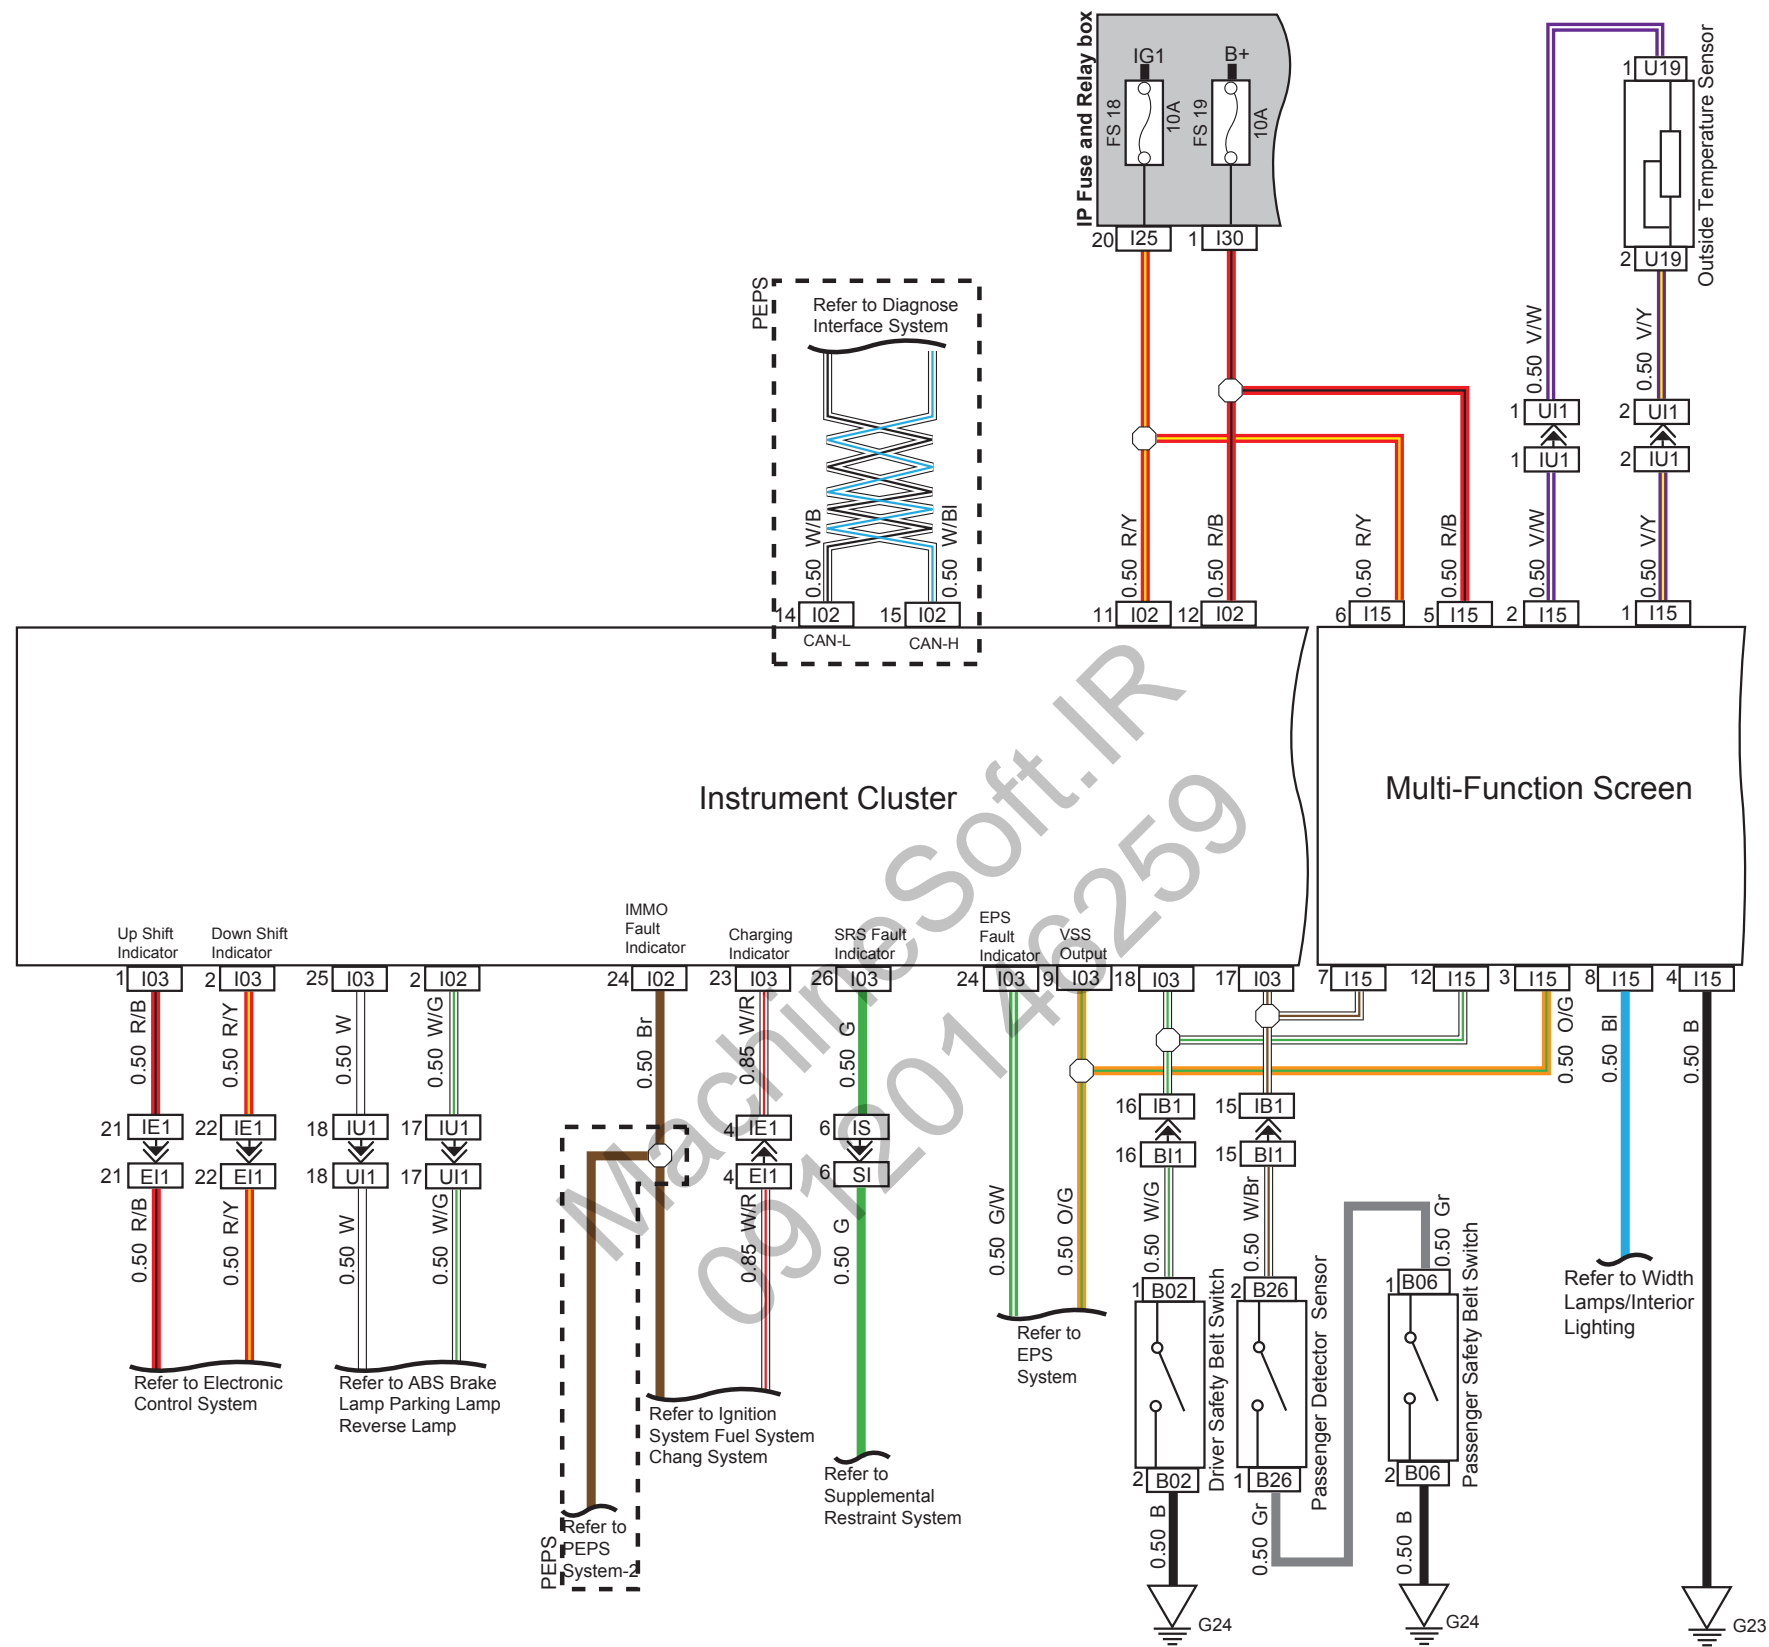 IP Fuse and Relay box
IG1
B+
FS 18
10A
FS 19
10A
20 I25
1 I30
1 U19
Outside Temperature Sensor
2 U19
PEPS
Refer to Diagnose
Interface System
0.50 V/W
0.50 V/Y
1 UI1
2 UI1
1 IU1
2 IU1
0.50 W/B
0.50 W/Bl
0.50 R/Y
0.50 R/B
0.50 R/Y
0.50 R/B
0.50 V/W
0.50 V/Y
14 I02
15 I02
11 I02
12 I02
6 I15
5 I15
2 I15
1 I15
CAN-L
CAN-H
Instrument Cluster
Multi-Function Screen
MachineSoft.IR
09120146259
Up Shift
Indicator
Down Shift
Indicator
IMMO
Fault
Indicator
Charging
Indicator
SRS Fault
Indicator
EPS
Fault
Indicator
VSS
Output
1 I03
2 I03
25 I03
2 I02
24 I02
23 I03
26 I03
24 I03
9 I03
18 I03
17 I03
7 I15
12 I15
3 I15
8 I15
4 I15
0.50 R/B
0.50 R/Y
0.50 W
0.50 W/G
0.50 Br
0.85 W/R
0.50 G
0.50 O/G
0.50 Bl
0.50 B
21 IE1
22 IE1
18 IU1
17 IU1
4 IE1
6 IS
16 IB1
15 IB1
21 EI1
22 EI1
18 UI1
17 UI1
4 EI1
6 SI
16 BI1
15 BI1
0.50 R/B
0.50 R/Y
0.50 W
0.50 W/G
0.85 W/R
0.50 G
0.50 G/W
0.50 O/G
0.50 W/G
0.50 W/Br
0.50 Gr
1 B02
2 B26
1 B06
Driver Safety Belt Switch
Passenger Detector Sensor
Passenger Safety Belt Switch
Refer to Width
Lamps/Interior
Lighting
Refer to
EPS
System
Refer to Electronic
Control System
Refer to ABS Brake
Lamp Parking Lamp
Reverse Lamp
Refer to Ignition
System Fuel System
Chang System
Refer to
Supplemental
Restraint System
2 B02
1 B26
2 B06
0.50 B
0.50 Gr
0.50 B
PEPS
Refer to
PEPS
System-2
G24
G24
G23